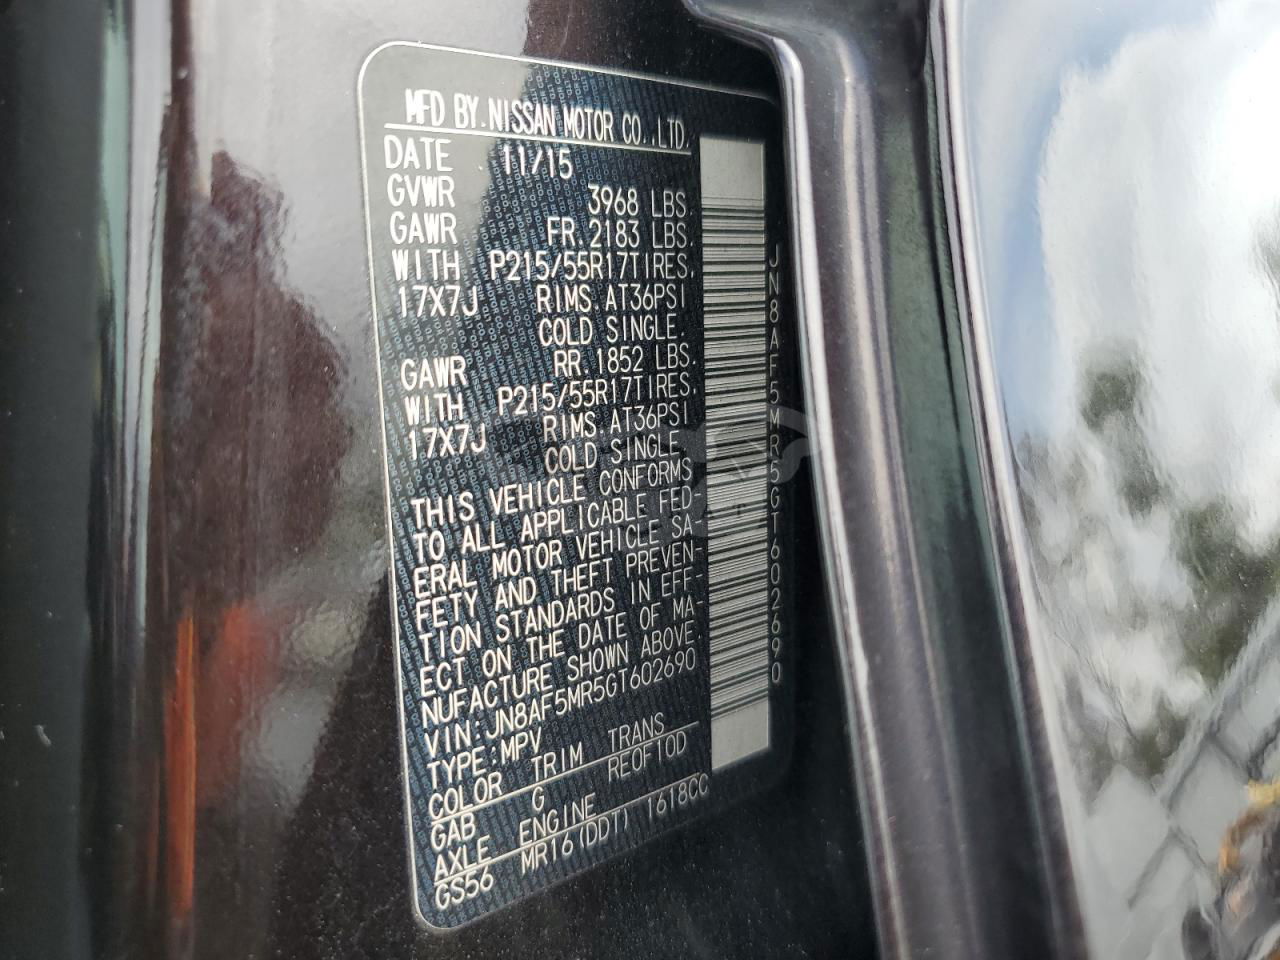 MFD BY.NISSAN MOTOR CO.,LTD.
DATE 11/15
GVWR 3968 LBS.
GAWR FR.2183 LBS.
WITH P215/55R17TIRES.
17X7J RIMS.AT36PSI
COLD SINGLE.
GAWR RR.1852 LBS.
WITH P215/55R17TIRES.
17X7J RIMS.AT36PSI
COLD SINGLE.
THIS VEHICLE CONFORMS
TO ALL APPLICABLE FED-
ERAL MOTOR VEHICLE SA-
FETY AND THEFT PREVEN-
TION STANDARDS IN EFF-
ECT ON THE DATE OF MA-
NUFACTURE SHOWN ABOVE.
VIN:JN8AF5MR5GT602690
TYPE:MPV
COLOR TRIM TRANS
GAB G REOF10D
AXLE ENGINE
GS56 MR16(DDT) 1618CC
JN8AF5MR5GT602690